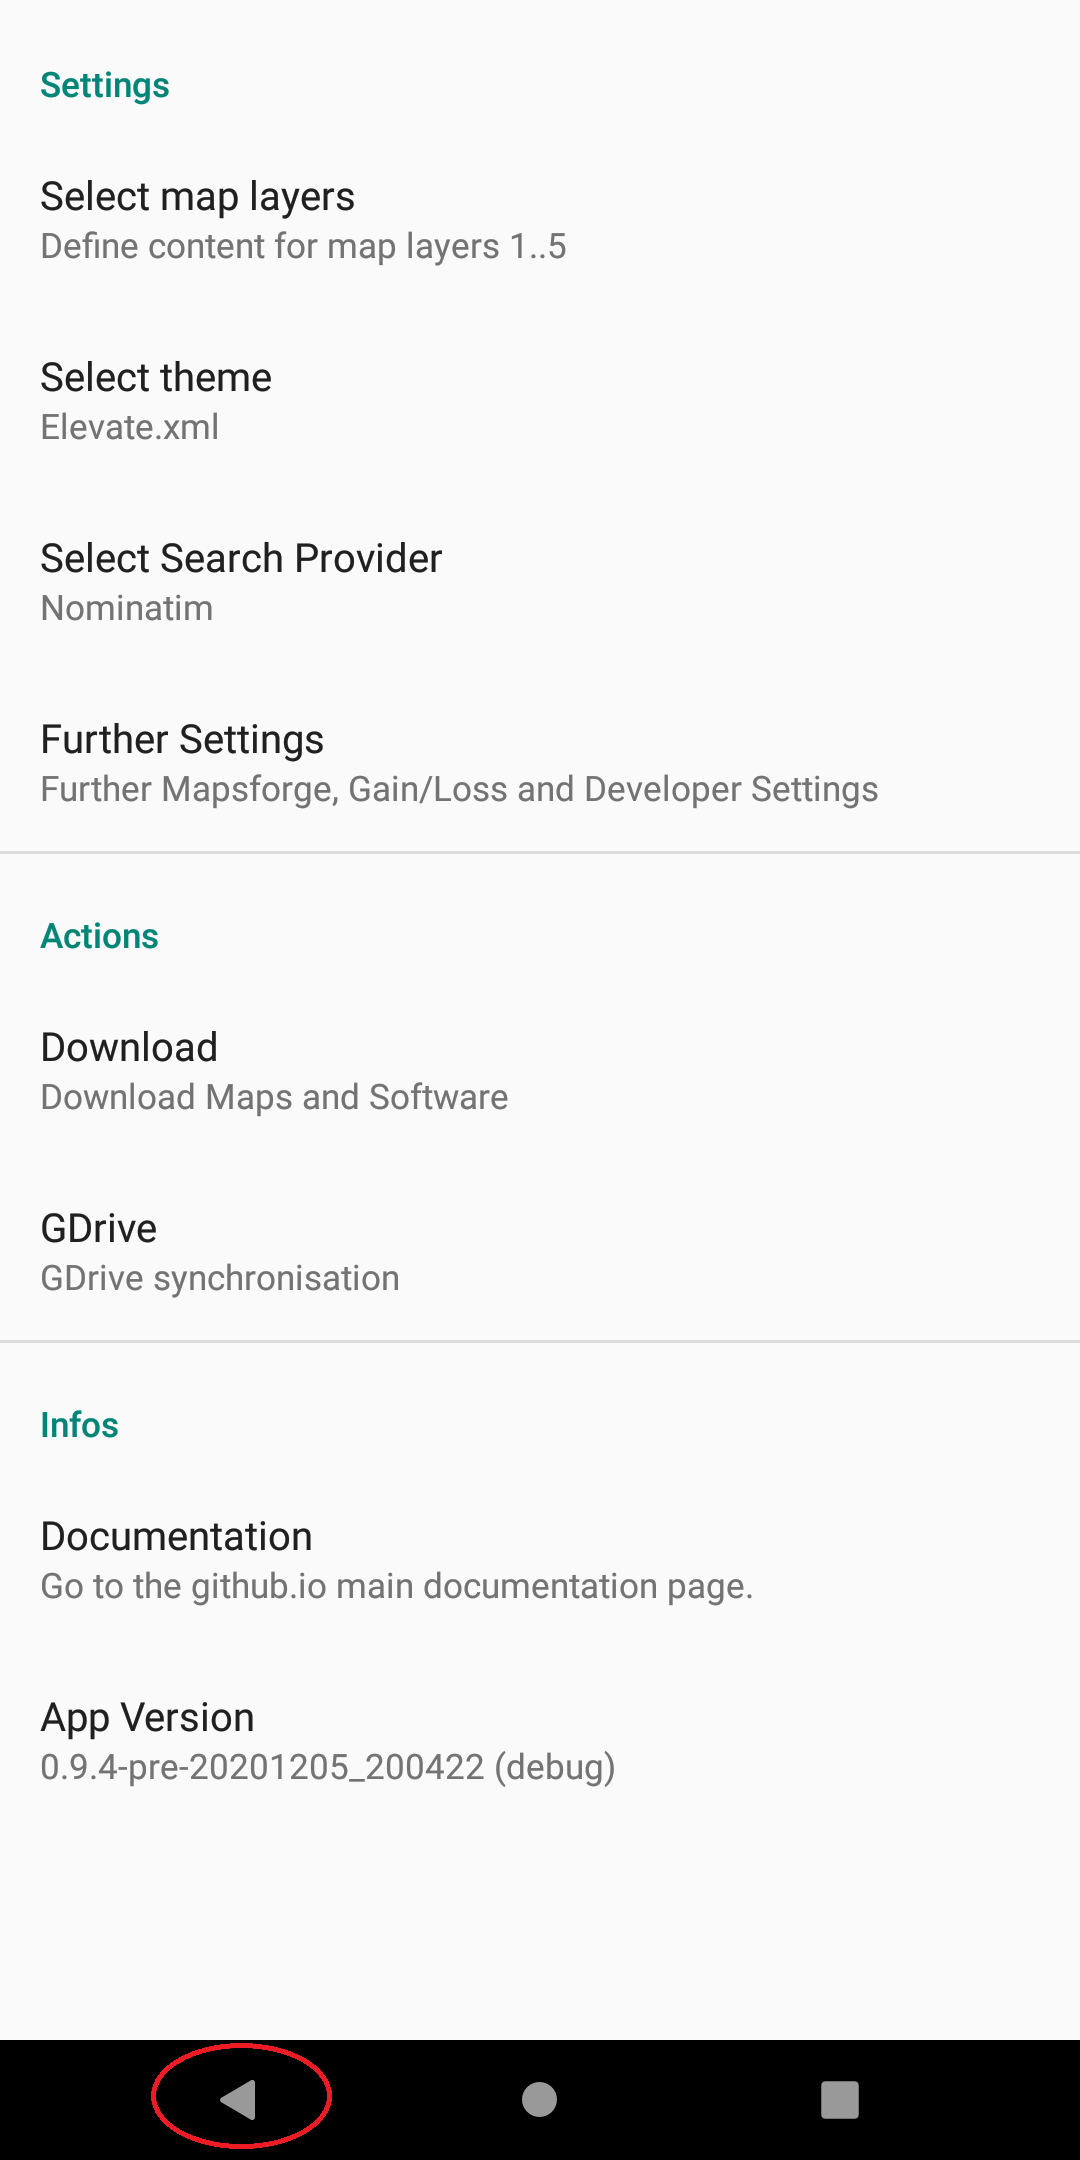 Settings
Select map layers
Define content for map layers 1..5
Select theme
Elevate.xml
Select Search Provider
Nominatim
Further Settings
Further Mapsforge, Gain/Loss and Developer Settings
Actions
Download
Download Maps and Software
GDrive
GDrive synchronisation
Infos
Documentation
Go to the github.io main documentation page.
App Version
0.9.4-pre-20201205_200422 (debug)